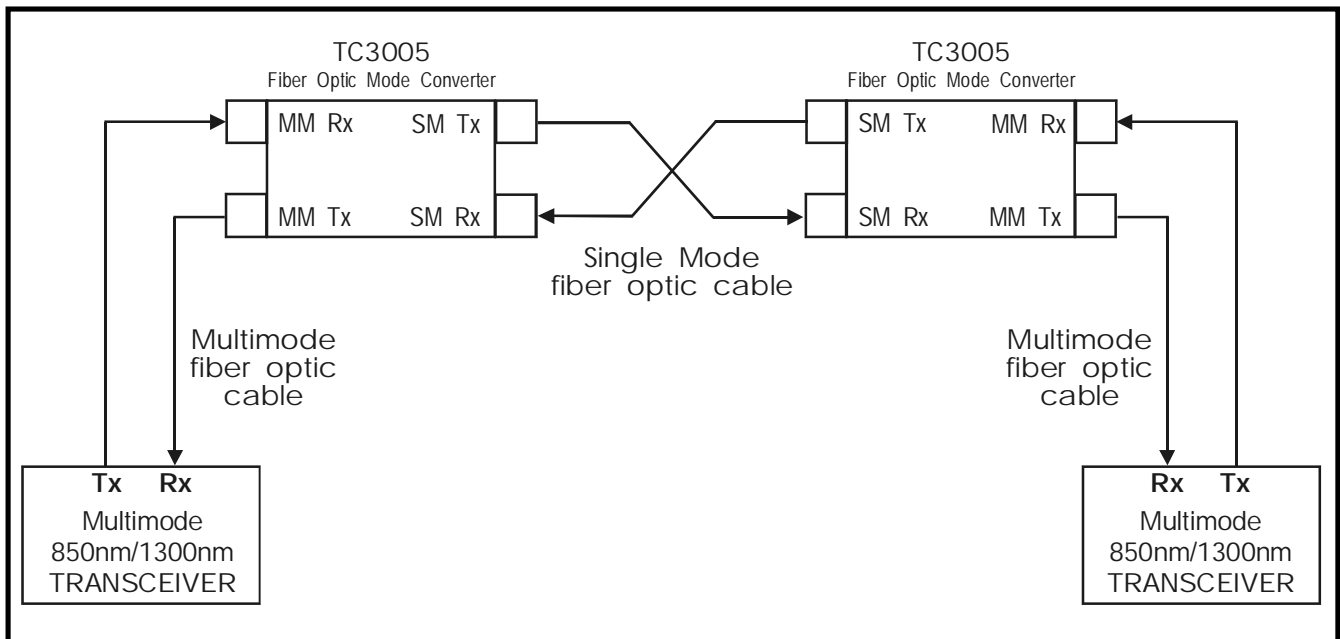 TC3005
Fiber Optic Mode Converter
MM Rx SM Tx
MM Tx SM Rx
TC3005
Fiber Optic Mode Converter
SM Tx MM Rx
SM Rx MM Tx
Single Mode
fiber optic cable
Multimode
fiber optic
cable
Multimode
fiber optic
cable
Tx Rx
Multimode
850nm/1300nm
TRANSCEIVER
Rx Tx
Multimode
850nm/1300nm
TRANSCEIVER